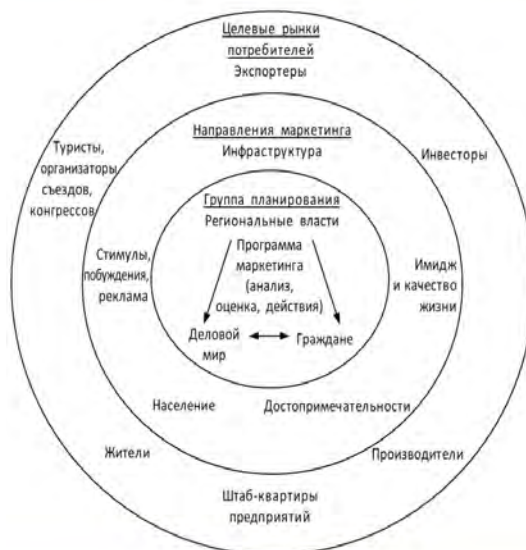 Целевые рынки
потребителей
Экспортеры
Направления маркетинга
Инфраструктура
Туристы,
организаторы
съездов,
конгрессов
Инвесторы
Группа планирования
Региональные власти
Программа
маркетинга
(анализ,
оценка, действия)
Стимулы,
побуждения,
реклама
Имидж
и качество
жизни
Деловой
мир
Граждане
Население
Достопримечательности
Жители
Производители
Штаб-квартиры
предприятий